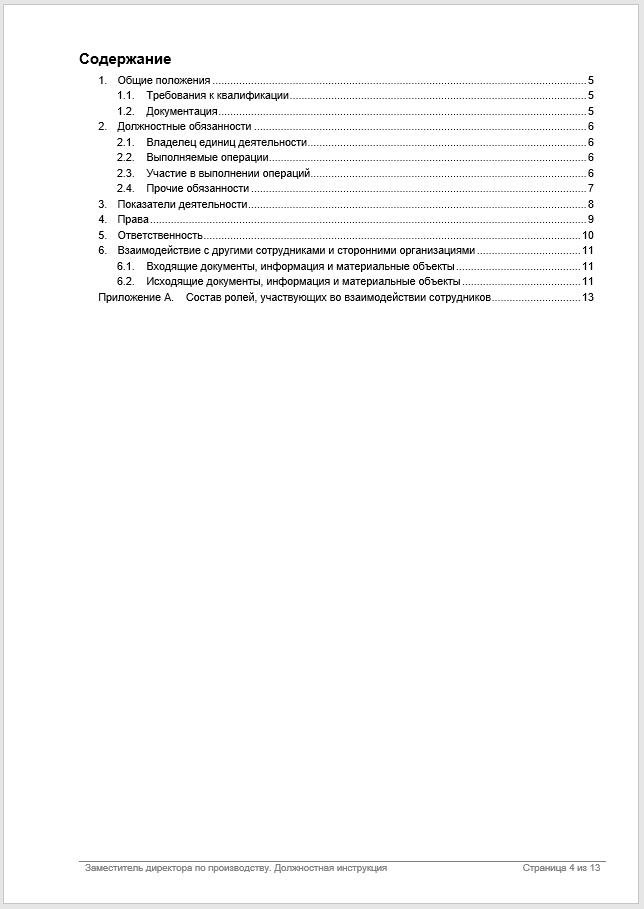 Содержание
1. Общие положения 5
1.1. Требования к квалификации 5
1.2. Документация 5
2. Должностные обязанности 6
2.1. Владелец единиц деятельности 6
2.2. Выполняемые операции 6
2.3. Участие в выполнении операций 6
2.4. Прочие обязанности 7
3. Показатели деятельности 8
4. Права 9
5. Ответственность 10
6. Взаимодействие с другими сотрудниками и сторонними организациями 11
6.1. Входящие документы, информация и материальные объекты 11
6.2. Исходящие документы, информация и материальные объекты 11
Приложение А. Состав ролей, участвующих во взаимодействии сотрудников 13
Заместитель директора по производству. Должностная инструкция Страница 4 из 13